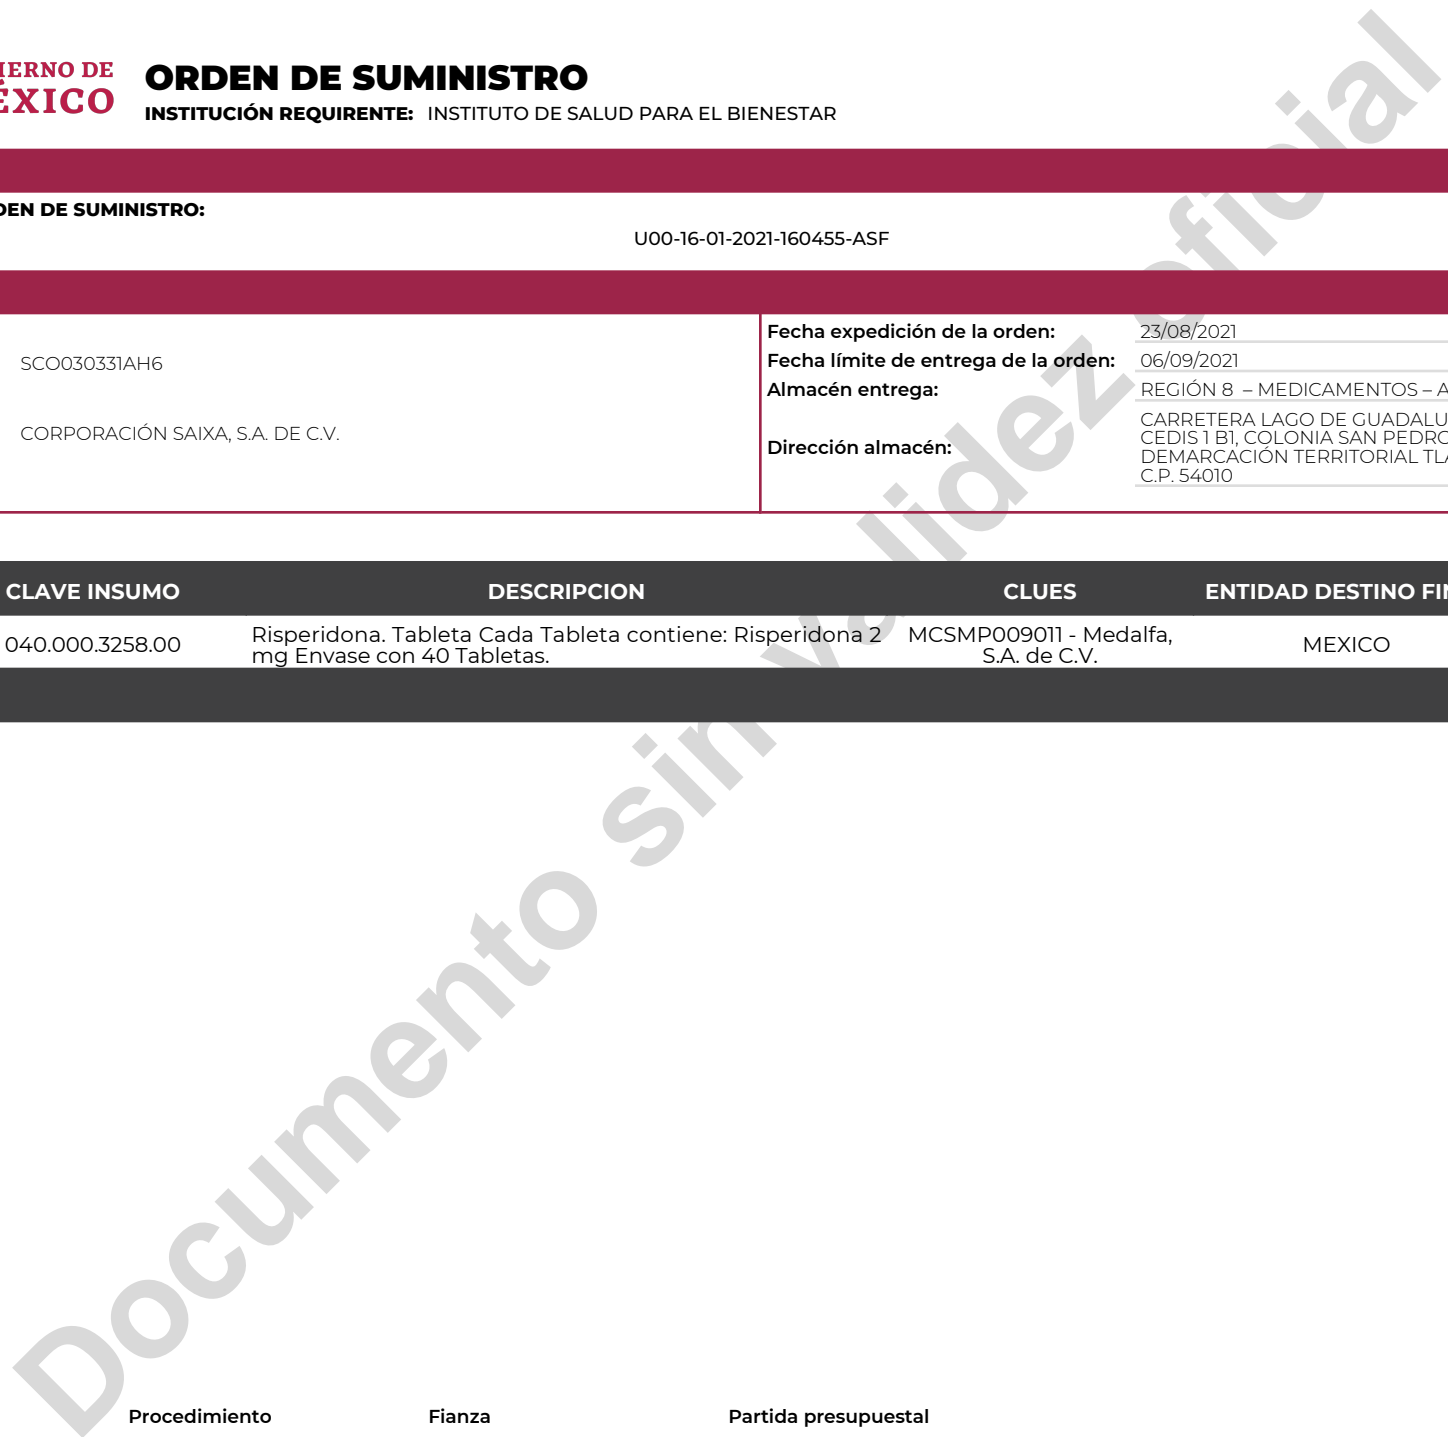 IERNO DE
ÉXICO
ORDEN DE SUMINISTRO
INSTITUCIÓN REQUIRENTE: INSTITUTO DE SALUD PARA EL BIENESTAR
DEN DE SUMINISTRO:
U00-16-01-2021-160455-ASF
SCO030331AH6
CORPORACIÓN SAIXA, S.A. DE C.V.
Fecha expedición de la orden: 23/08/2021
Fecha límite de entrega de la orden: 06/09/2021
Almacén entrega: REGIÓN 8 – MEDICAMENTOS – A
Dirección almacén:
CARRETERA LAGO DE GUADALU
CEDIS 1 B1, COLONIA SAN PEDRO
DEMARCACIÓN TERRITORIAL TLA
C.P. 54010
CLAVE INSUMO DESCRIPCION CLUES ENTIDAD DESTINO FIN
040.000.3258.00
Risperidona. Tableta Cada Tableta contiene: Risperidona 2
mg Envase con 40 Tabletas.
MCSMP009011 - Medalfa,
S.A. de C.V.
MEXICO
Documento sin validez oficial
Procedimiento Fianza Partida presupuestal